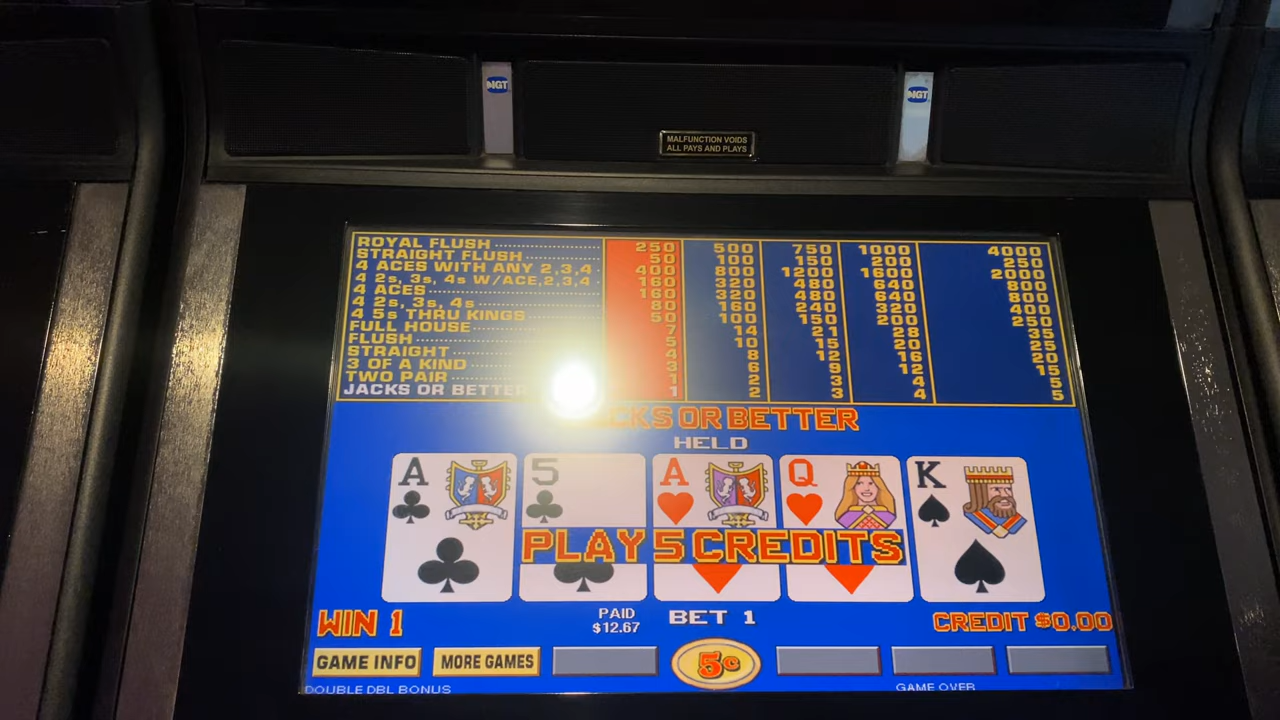 NGT
NGT
MALFUNCTION VOIDS
ALL PAYS AND PLAYS
ROYAL FLUSH 250 500 750 1000 4000
STRAIGHT FLUSH 50 100 150 200 250
4 ACES WITH ANY 2,3,4 400 800 1200 1600 2000
4 2s, 3s, 4s W/ACE,2,3,4 160 320 480 640 800
4 ACES 160 320 480 640 800
4 2s, 3s, 4s 80 160 240 320 400
4 5s THRU KINGS 50 100 150 200 250
FULL HOUSE 7 14 21 28 35
FLUSH 5 10 15 20 25
STRAIGHT 4 8 12 16 20
3 OF A KIND 3 6 9 12 15
TWO PAIR 1 2 3 4 5
JACKS OR BETTER 1 2 3 4 5
OR BETTER
HELD
A 5 A Q K
PLAY 5 CREDITS
WIN 1 PAID BET 1 CREDIT $0.00
$12.67
GAME INFO MORE GAMES 5¢
DOUBLE DBL BONUS GAME OVER